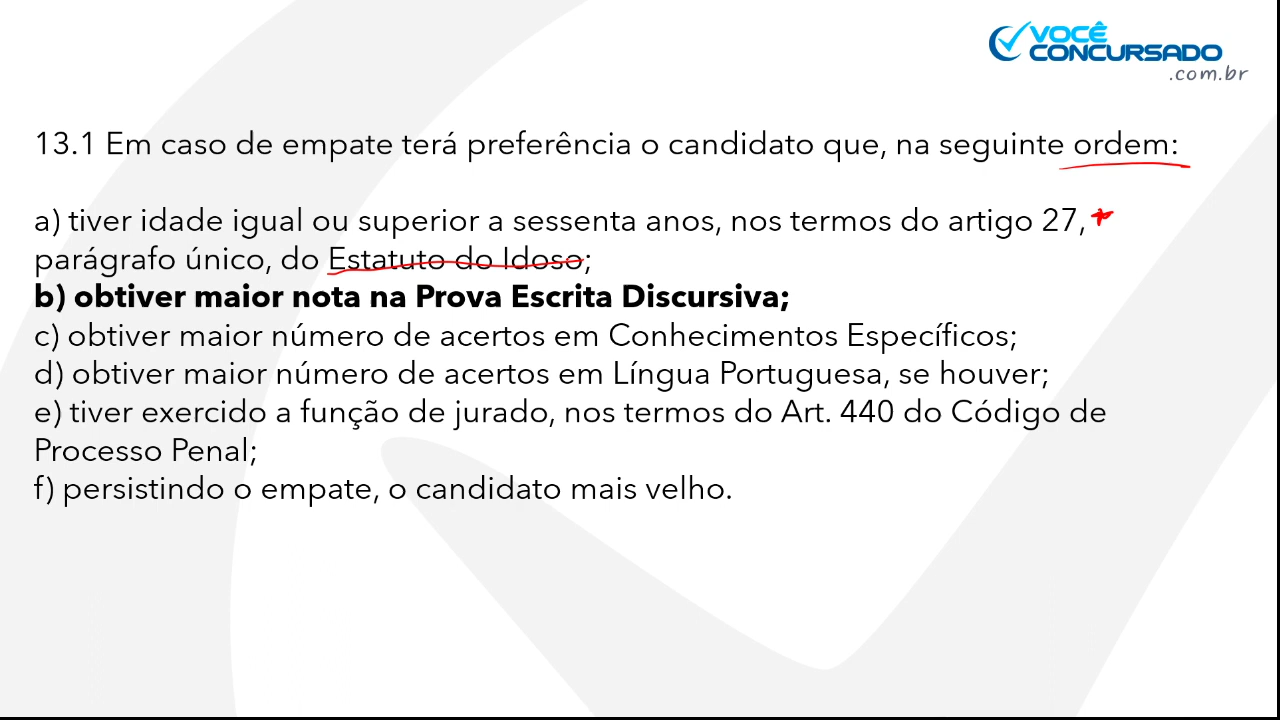 VOCÊ
CONCURSADO
.com.br
13.1 Em caso de empate terá preferência o candidato que, na seguinte ordem:
a) tiver idade igual ou superior a sessenta anos, nos termos do artigo 27,
parágrafo único, do Estatuto do Idoso;
b) obtiver maior nota na Prova Escrita Discursiva;
c) obtiver maior número de acertos em Conhecimentos Específicos;
d) obtiver maior número de acertos em Língua Portuguesa, se houver;
e) tiver exercido a função de jurado, nos termos do Art. 440 do Código de
Processo Penal;
f) persistindo o empate, o candidato mais velho.